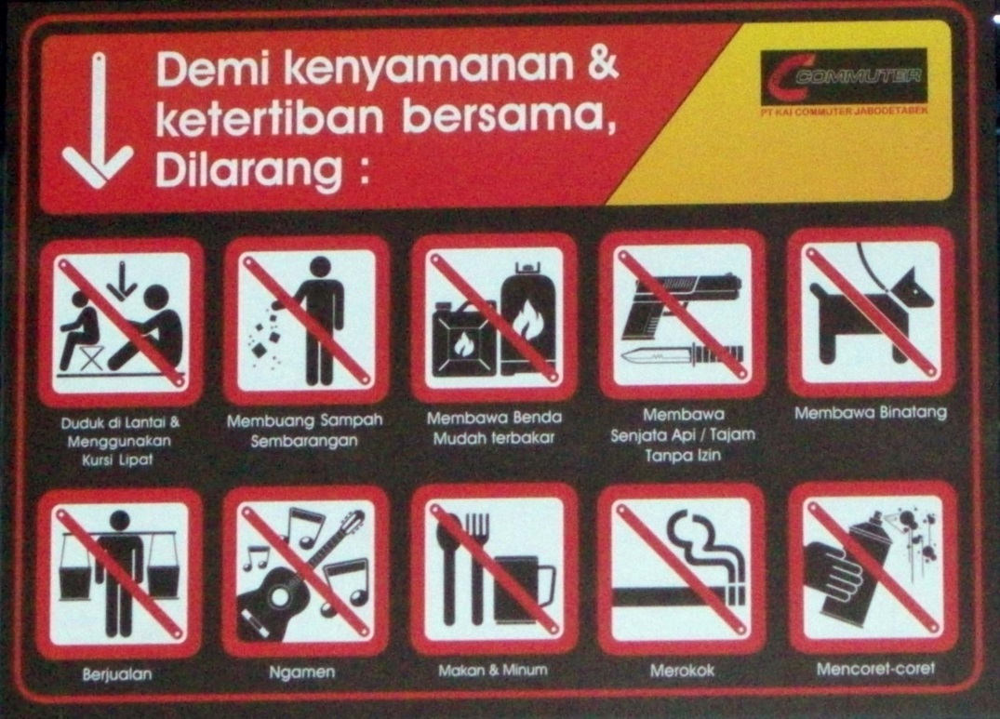 Demi kenyamanan &
ketertiban bersama,
Dilarang :
COMMUTER
PT KAI COMMUTER JABODETABEK
Duduk di Lantai &
Menggunakan
Kursi Lipat
Membuang Sampah
Sembarangan
Membawa Benda
Mudah terbakar
Membawa
Senjata Api / Tajam
Tanpa Izin
Membawa Binatang
Berjualan
Ngamen
Makan & Minum
Merokok
Mencoret-coret